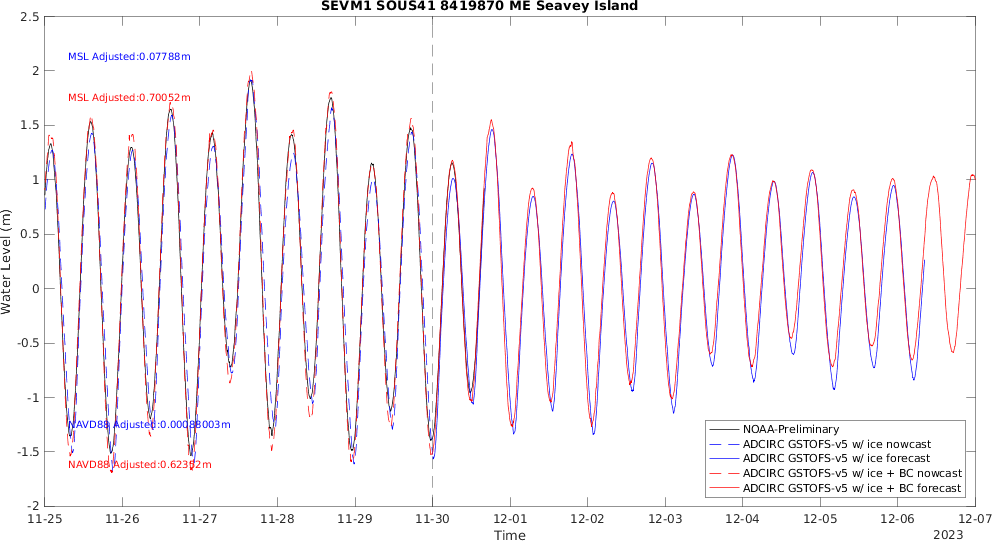 SEVM1 SOUS41 8419870 ME Seavey Island
2.5
2
1.5
1
0.5
0
-0.5
-1
-1.5
-2
Water Level (m)
MSL Adjusted:0.07788m
MSL Adjusted:0.70052m
NAVD88 Adjusted:0.00088003m
NAVD88 Adjusted:0.62352m
NOAA-Preliminary
ADCIRC GSTOFS-v5 w/ ice nowcast
ADCIRC GSTOFS-v5 w/ ice forecast
ADCIRC GSTOFS-v5 w/ ice + BC nowcast
ADCIRC GSTOFS-v5 w/ ice + BC forecast
11-25 11-26 11-27 11-28 11-29 11-30 12-01 12-02 12-03 12-04 12-05 12-06 12-07
Time
2023